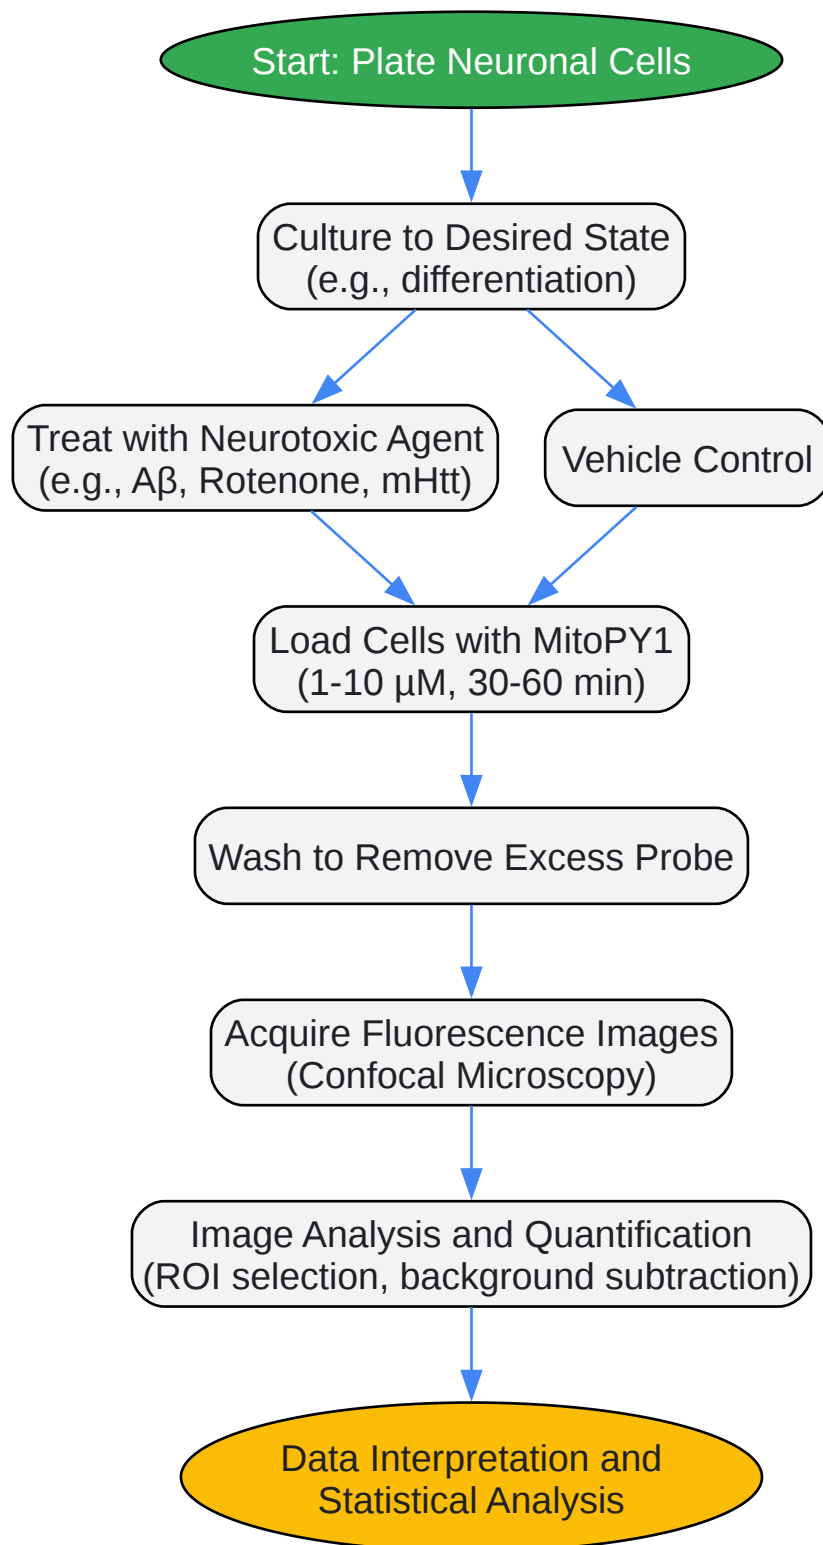 Start: Plate Neuronal Cells
Culture to Desired State
(e.g., differentiation)
Treat with Neurotoxic Agent
(e.g., Aβ, Rotenone, mHtt)
Vehicle Control
Load Cells with MitoPY1
(1-10 µM, 30-60 min)
Wash to Remove Excess Probe
Acquire Fluorescence Images
(Confocal Microscopy)
Image Analysis and Quantification
(ROI selection, background subtraction)
Data Interpretation and
Statistical Analysis